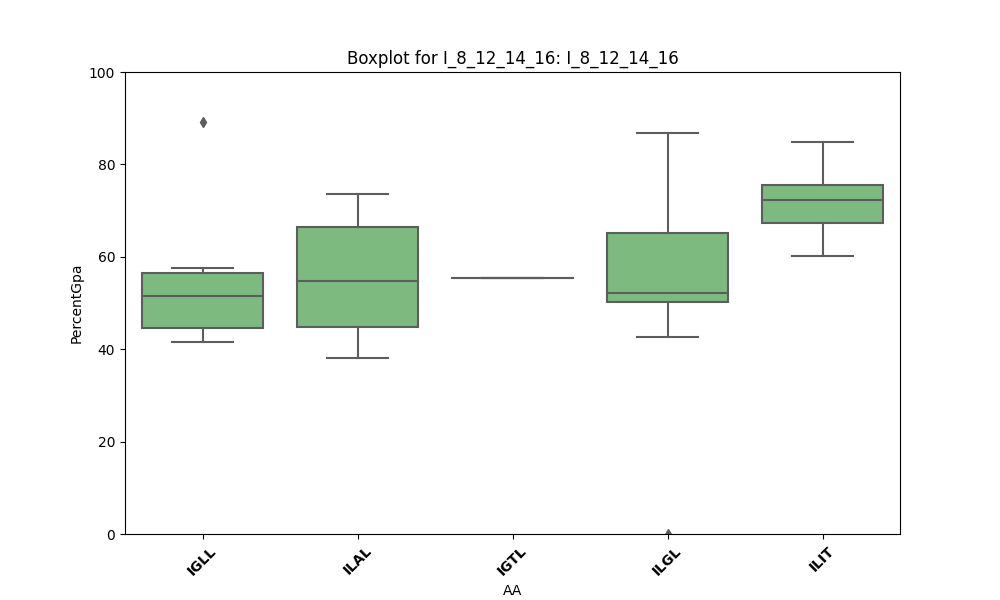 Boxplot for I_8_12_14_16: I_8_12_14_16
100
80
60
40
20
0
PercentGpa
IGLL
ILAL
IGTL
ILGL
ILIT
AA